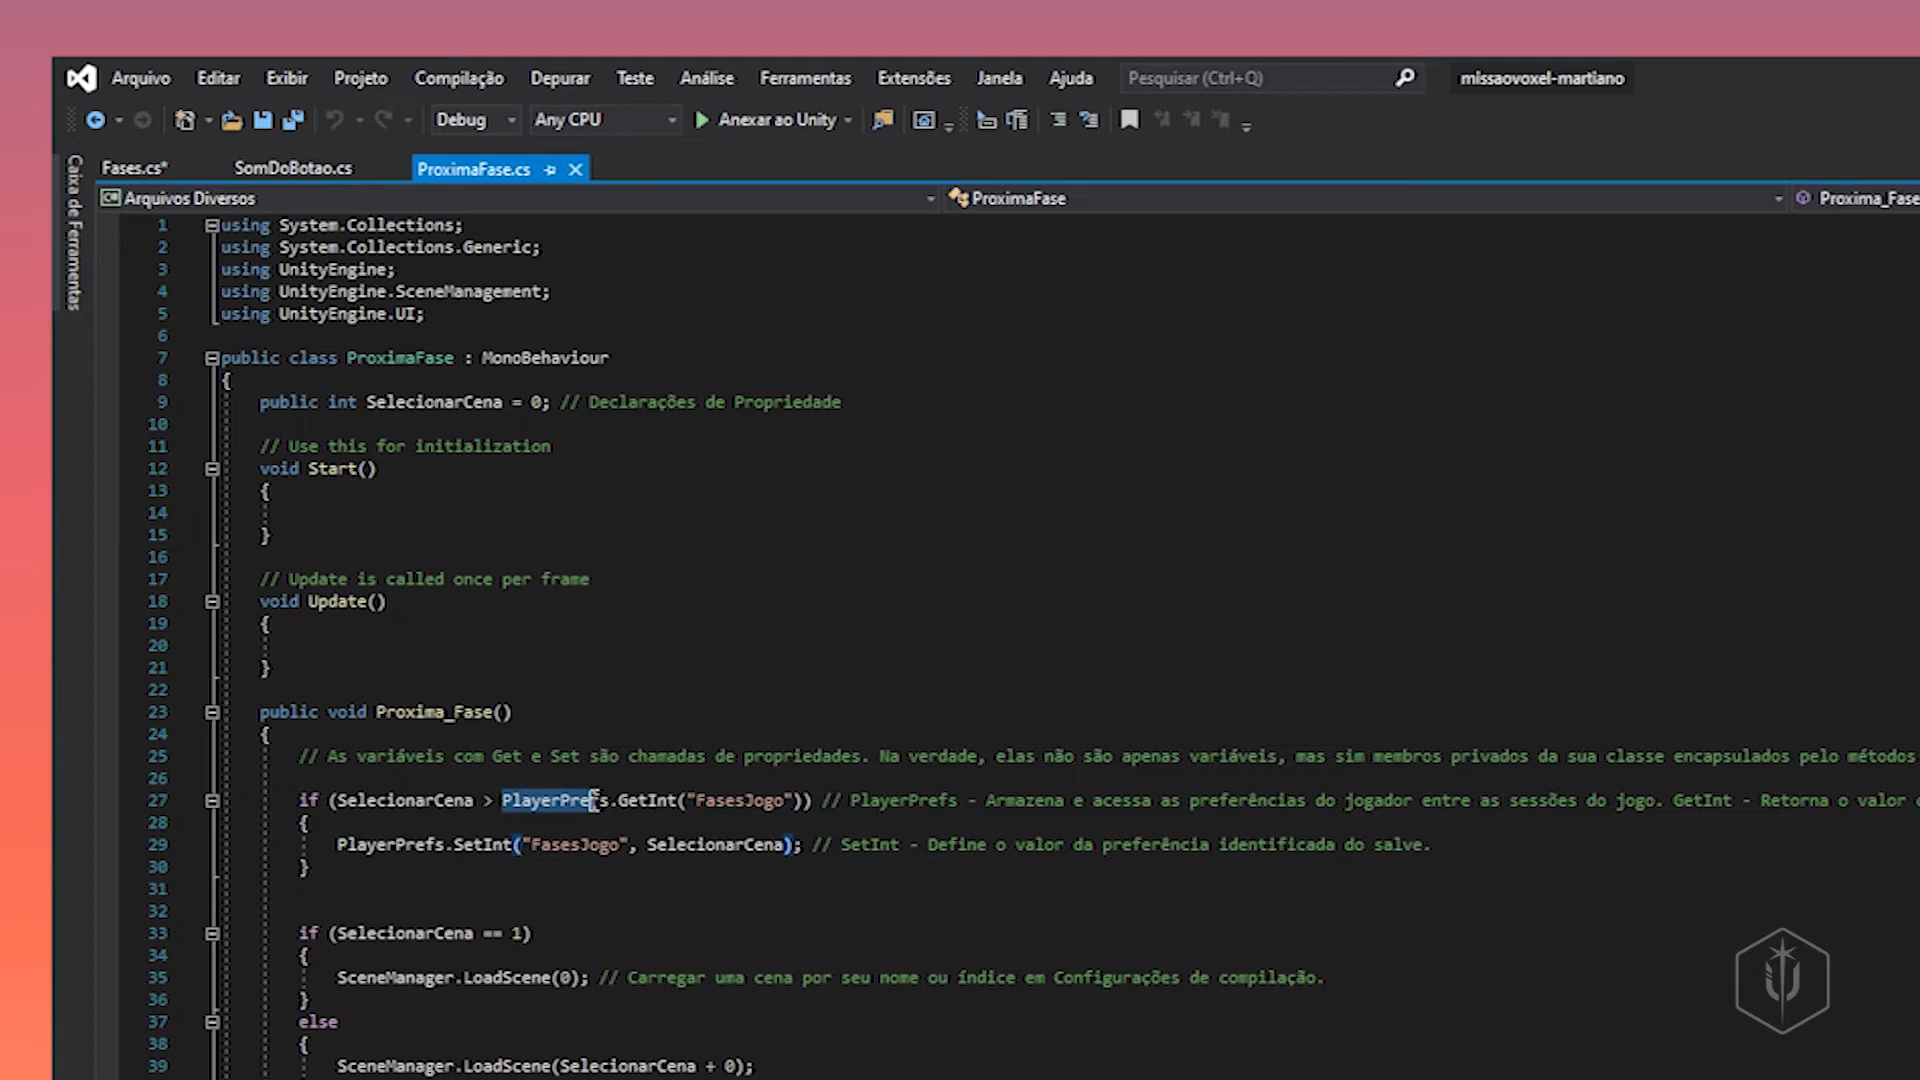 Arquivo Editar Exibir Projeto Compilação Depurar Teste Análise Ferramentas Extensões Janela Ajuda Pesquisar (Ctrl+Q) missaovoxel-martiano
Debug Any CPU Anexar ao Unity
Caixa de Ferramentas
Fases.cs* SomDoBotao.cs ProximaFase.cs
C# Arquivos Diversos ProximaFase Proxima_Fase
1 using System.Collections;
2 using System.Collections.Generic;
3 using UnityEngine;
4 using UnityEngine.SceneManagement;
5 using UnityEngine.UI;
6
7 public class ProximaFase : MonoBehaviour
8 {
9 public int SelecionarCena = 0; // Declarações de Propriedade
10
11 // Use this for initialization
12 void Start()
13 {
14
15 }
16
17 // Update is called once per frame
18 void Update()
19 {
20
21 }
22
23 public void Proxima_Fase()
24 {
25 // As variáveis com Get e Set são chamadas de propriedades. Na verdade, elas não são apenas variáveis, mas sim membros privados da sua classe encapsulados pelo métodos
26
27 if (SelecionarCena > PlayerPrefs.GetInt("FasesJogo")) // PlayerPrefs - Armazena e acessa as preferências do jogador entre as sessões do jogo. GetInt - Retorna o valor
28 {
29 PlayerPrefs.SetInt("FasesJogo", SelecionarCena); // SetInt - Define o valor da preferência identificada do salve.
30 }
31
32
33 if (SelecionarCena == 1)
34 {
35 SceneManager.LoadScene(0); // Carregar uma cena por seu nome ou índice em Configurações de compilação.
36 }
37 else
38 {
39 SceneManager.LoadScene(SelecionarCena + 0);